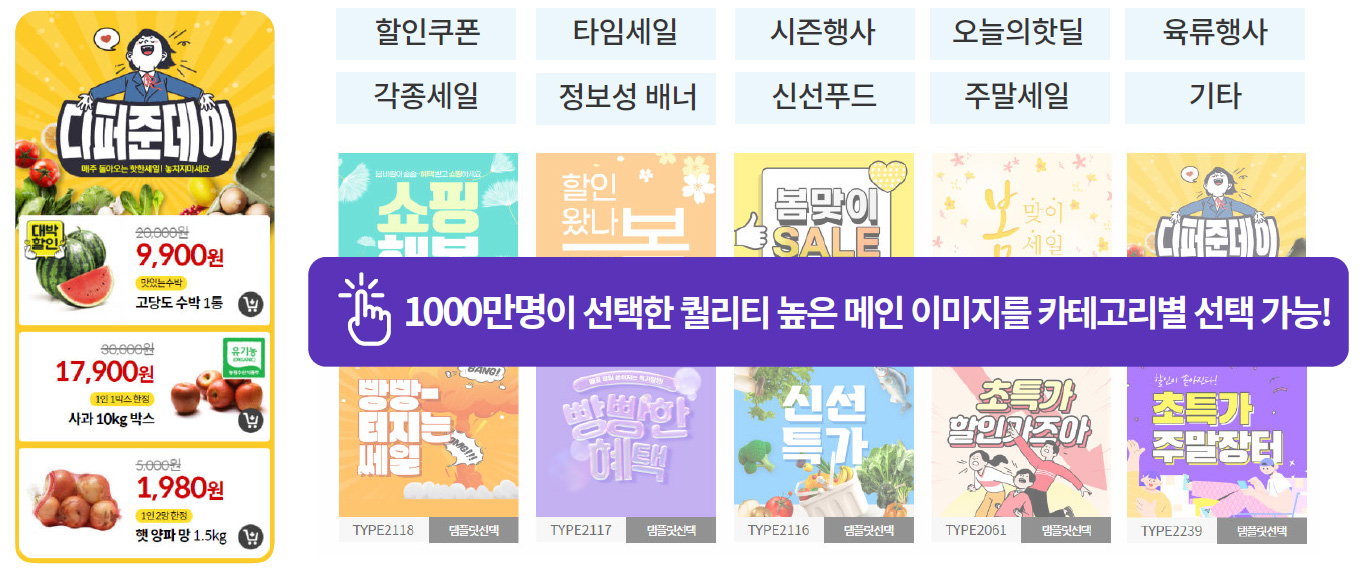 다퍼준데이
매주 돌아오는 핫한세일! 놓치지마세요
대박
할인
20,000원
9,900원
맛있는수박
고당도 수박 1통
30,000원
17,900원
1인 1박스 한정
사과 10kg 박스
유기농
(ORGANIC)
5,000원
1,980원
1인 2망 한정
햇 양파 망 1.5kg
할인쿠폰
타임세일
시즌행사
오늘의핫딜
육류행사
각종세일
정보성 배너
신선푸드
주말세일
기타
쇼핑
할인
왔나
봄
봄맞이
SALE
봄
맞이
세일
다퍼준데이
1000만명이 선택한 퀄리티 높은 메인 이미지를 카테고리별 선택 가능!
BANG!
빵빵-
터지는
세일
OMG!!!
빵빵한
혜택
신선
특가
초특가
할인가즈아
할인이 쏟아진다!
초특가
주말장터
TYPE2118
템플릿선택
TYPE2117
템플릿선택
TYPE2116
템플릿선택
TYPE2061
템플릿선택
TYPE2239
템플릿선택